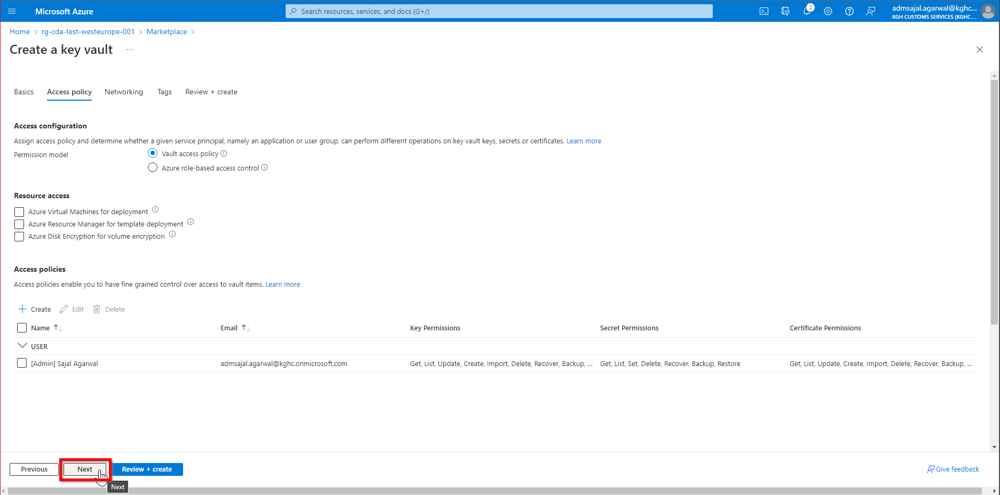 Microsoft Azure
Search resources, services, and docs (G+/)
2
admsajal.agarwal@kghc...
KGH CUSTOMS SERVICES (KGHC....
Home > rg-cda-test-westeurope-001 > Marketplace >
Create a key vault ...
Basics Access policy Networking Tags Review + create
Access configuration
Assign access policy and determine whether a given service principal, namely an application or user group, can perform different operations on key vault keys, secrets or certificates. Learn more
Permission model
Vault access policy
Azure role-based access control
Resource access
Azure Virtual Machines for deployment
Azure Resource Manager for template deployment
Azure Disk Encryption for volume encryption
Access policies
Access policies enable you to have fine grained control over access to vault items. Learn more
Create Edit Delete
Name Email Key Permissions Secret Permissions Certificate Permissions
USER
[Admin] Sajal Agarwal admsajal.agarwal@kghc.onmicrosoft.com Get, List, Update, Create, Import, Delete, Recover, Backup, ... Get, List, Set, Delete, Recover, Backup, Restore Get, List, Update, Create, Import, Delete, Recover, Backup, ...
Previous Next Review + create Give feedback
Next